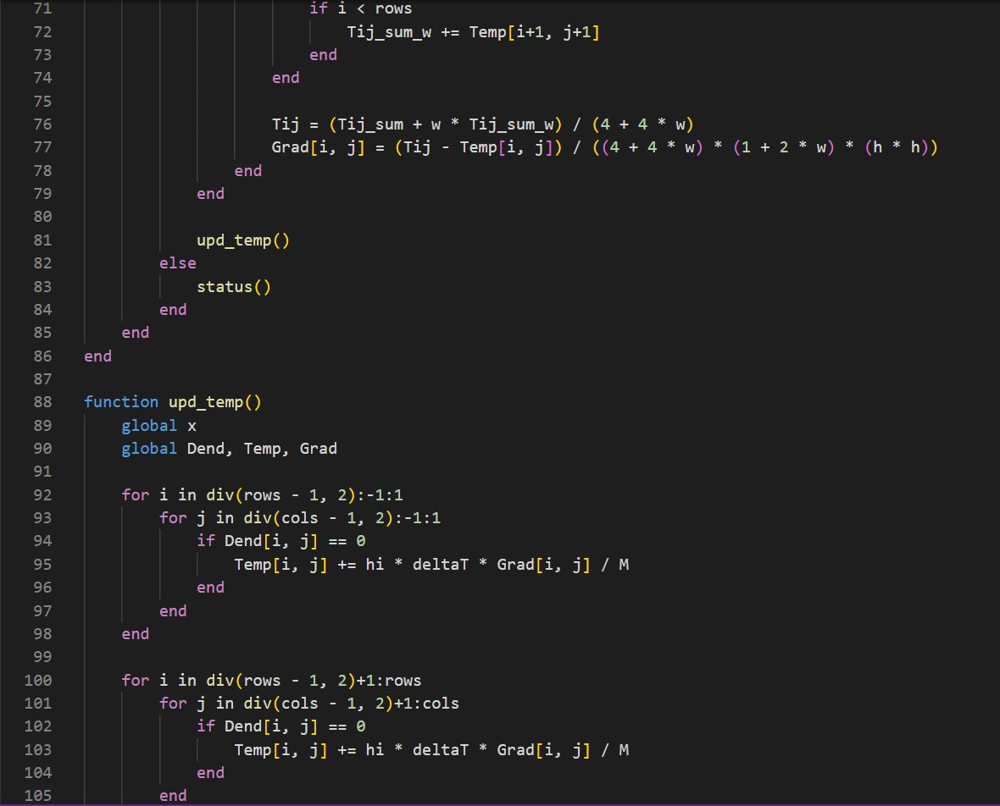 71                         if i < rows
72                             Tij_sum_w += Temp[i+1, j+1]
73                         end
74                     end
75
76                     Tij = (Tij_sum + w * Tij_sum_w) / (4 + 4 * w)
77                     Grad[i, j] = (Tij - Temp[i, j]) / ((4 + 4 * w) * (1 + 2 * w) * (h * h))
78                 end
79             end
80
81             upd_temp()
82         else
83             status()
84         end
85     end
86 end
87
88 function upd_temp()
89     global x
90     global Dend, Temp, Grad
91
92     for i in div(rows - 1, 2):-1:1
93         for j in div(cols - 1, 2):-1:1
94             if Dend[i, j] == 0
95                 Temp[i, j] += hi * deltaT * Grad[i, j] / M
96             end
97         end
98     end
99
100     for i in div(rows - 1, 2)+1:rows
101         for j in div(cols - 1, 2)+1:cols
102             if Dend[i, j] == 0
103                 Temp[i, j] += hi * deltaT * Grad[i, j] / M
104             end
105         end